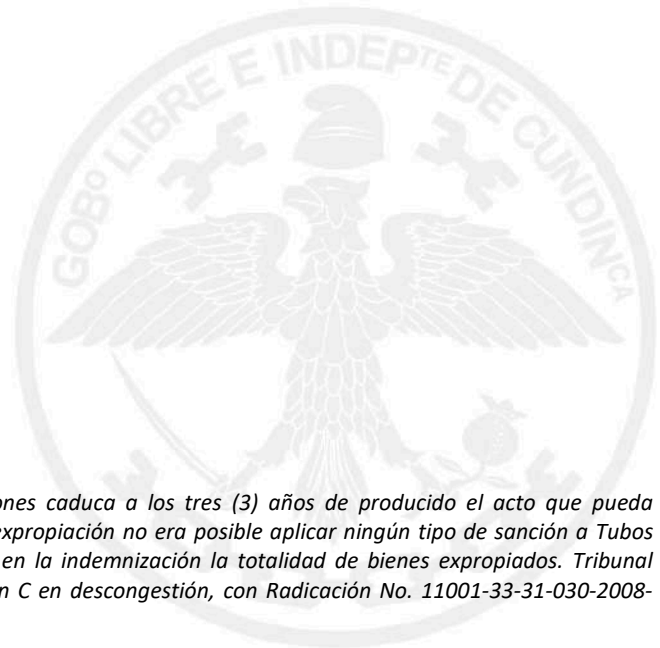 GOBº LIBRE E INDEPTE DE CUNDINCA
ones caduca a los tres (3) años de producido el acto que pueda
expropiación no era posible aplicar ningún tipo de sanción a Tubos
en la indemnización la totalidad de bienes expropiados. Tribunal
n C en descongestión, con Radicación No. 11001-33-31-030-2008-